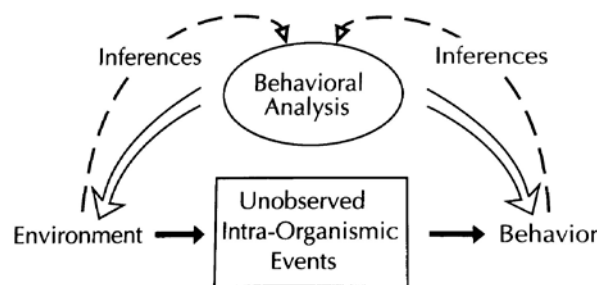 Inferences
Inferences
Behavioral
Analysis
Unobserved
Intra-Organismic
Events
Environment
Behavior